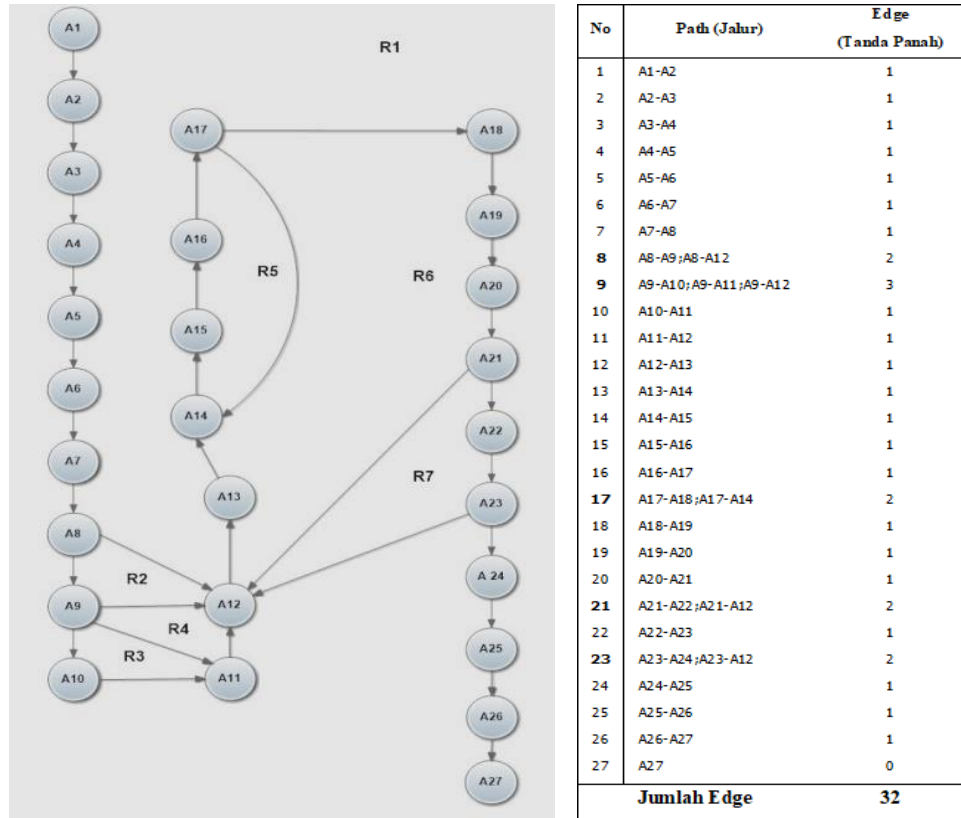 A1
R1
A2
A17
A18
A3
A16
A19
A4
R5
R6
A20
A5
A15
A21
A6
A14
A22
A7
A13
R7
A23
A8
R2
A 24
A9
A12
R4
A25
R3
A10
A11
A26
A27
No Path (Jalur) Edge
(Tanda Panah)
1 A1-A2 1
2 A2-A3 1
3 A3-A4 1
4 A4-A5 1
5 A5-A6 1
6 A6-A7 1
7 A7-A8 1
8 A8-A9;A8-A12 2
9 A9-A10;A9-A11;A9-A12 3
10 A10-A11 1
11 A11-A12 1
12 A12-A13 1
13 A13-A14 1
14 A14-A15 1
15 A15-A16 1
16 A16-A17 1
17 A17-A18;A17-A14 2
18 A18-A19 1
19 A19-A20 1
20 A20-A21 1
21 A21-A22;A21-A12 2
22 A22-A23 1
23 A23-A24;A23-A12 2
24 A24-A25 1
25 A25-A26 1
26 A26-A27 1
27 A27 0
Jumlah Edge 32